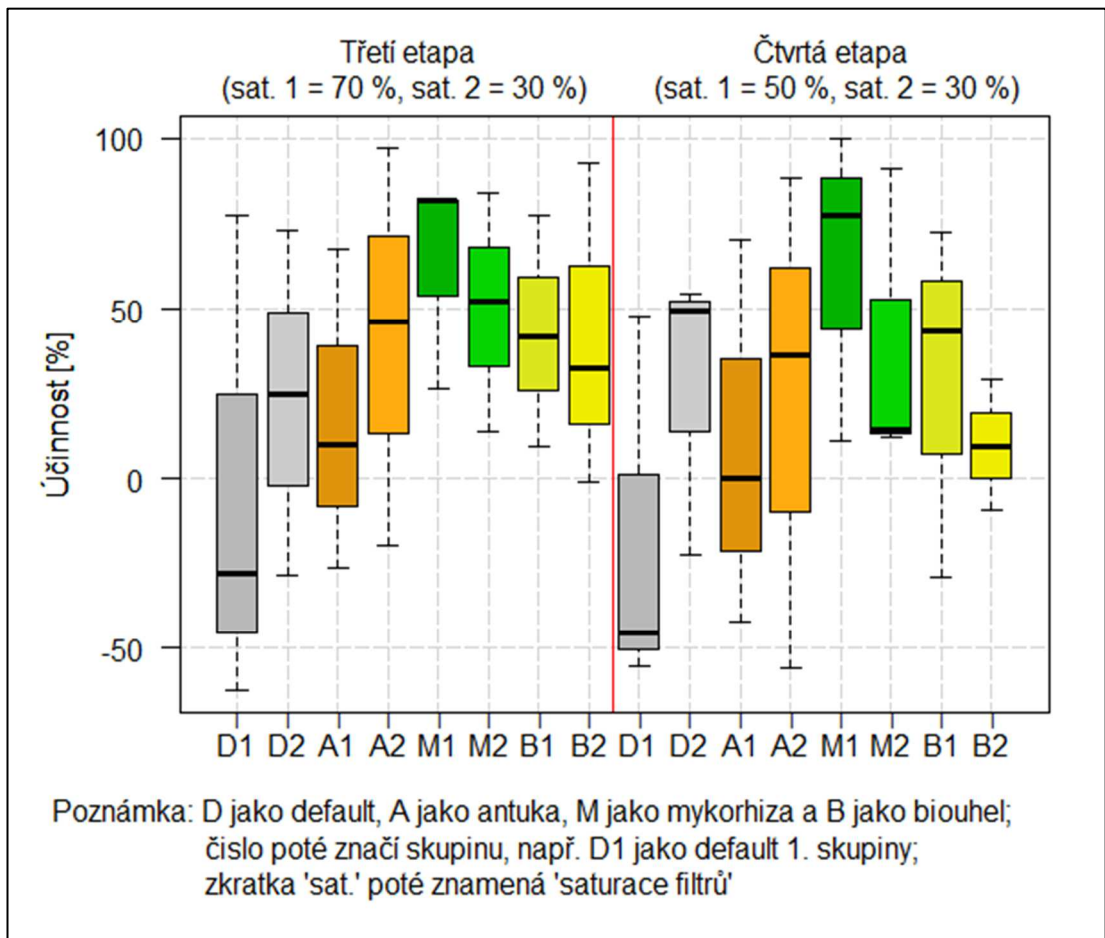 Třetí etapa
(sat. 1 = 70 %, sat. 2 = 30 %)
Čtvrtá etapa
(sat. 1 = 50 %, sat. 2 = 30 %)
Účinnost [%]
100
50
0
-50
D1 D2 A1 A2 M1 M2 B1 B2 D1 D2 A1 A2 M1 M2 B1 B2
Poznámka: D jako default, A jako antuka, M jako mykorhiza a B jako biouhel;
čislo poté značí skupinu, např. D1 jako default 1. skupiny;
zkratka 'sat.' poté znamená 'saturace filtrů'